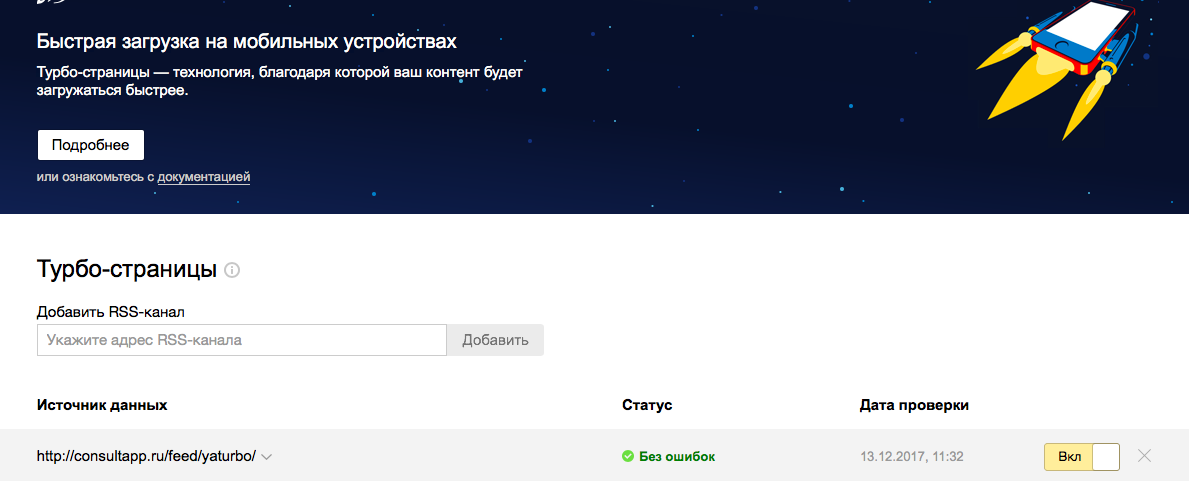 Быстрая загрузка на мобильных устройствах
Турбо-страницы — технология, благодаря которой ваш контент будет
загружаться быстрее.
Подробнее
или ознакомьтесь с документацией
Турбо-страницы
Добавить RSS-канал
Укажите адрес RSS-канала Добавить
Источник данных Статус Дата проверки
http://consultapp.ru/feed/yaturbo/ Без ошибок 13.12.2017, 11:32 Вкл